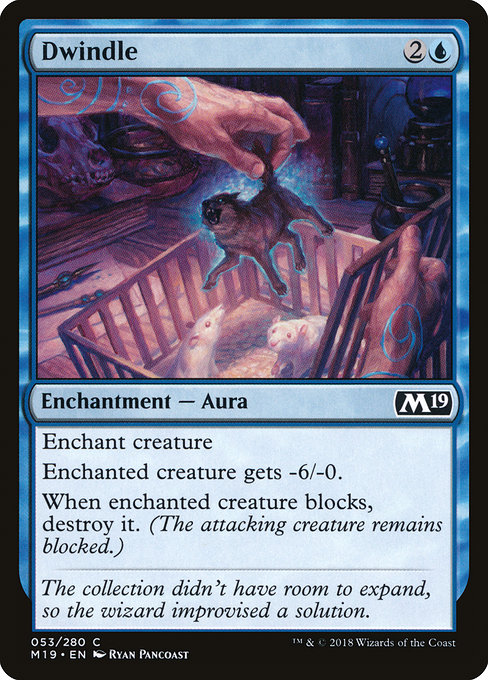 Dwindle 2
Enchantment — Aura M19
Enchant creature
Enchanted creature gets -6/-0.
When enchanted creature blocks,
destroy it. (The attacking creature remains
blocked.)
The collection didn't have room to expand,
so the wizard improvised a solution.
053/280 C
M19 • EN Ryan Pancoast
™ & © 2018 Wizards of the Coast